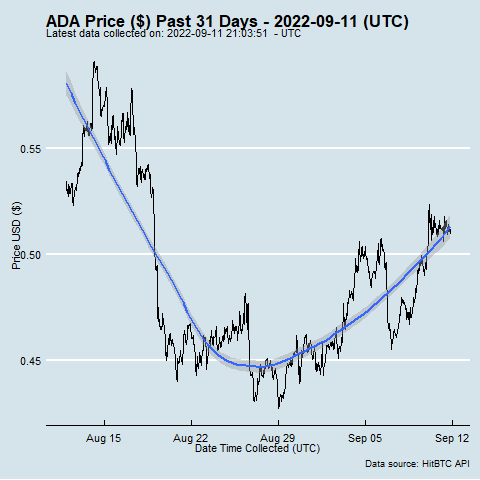 ADA Price ($) Past 31 Days - 2022-09-11 (UTC)
Latest data collected on: 2022-09-11 21:03:51 - UTC
0.55
0.50
0.45
Price USD ($)
Aug 15
Aug 22
Aug 29
Sep 05
Sep 12
Date Time Collected (UTC)
Data source: HitBTC API